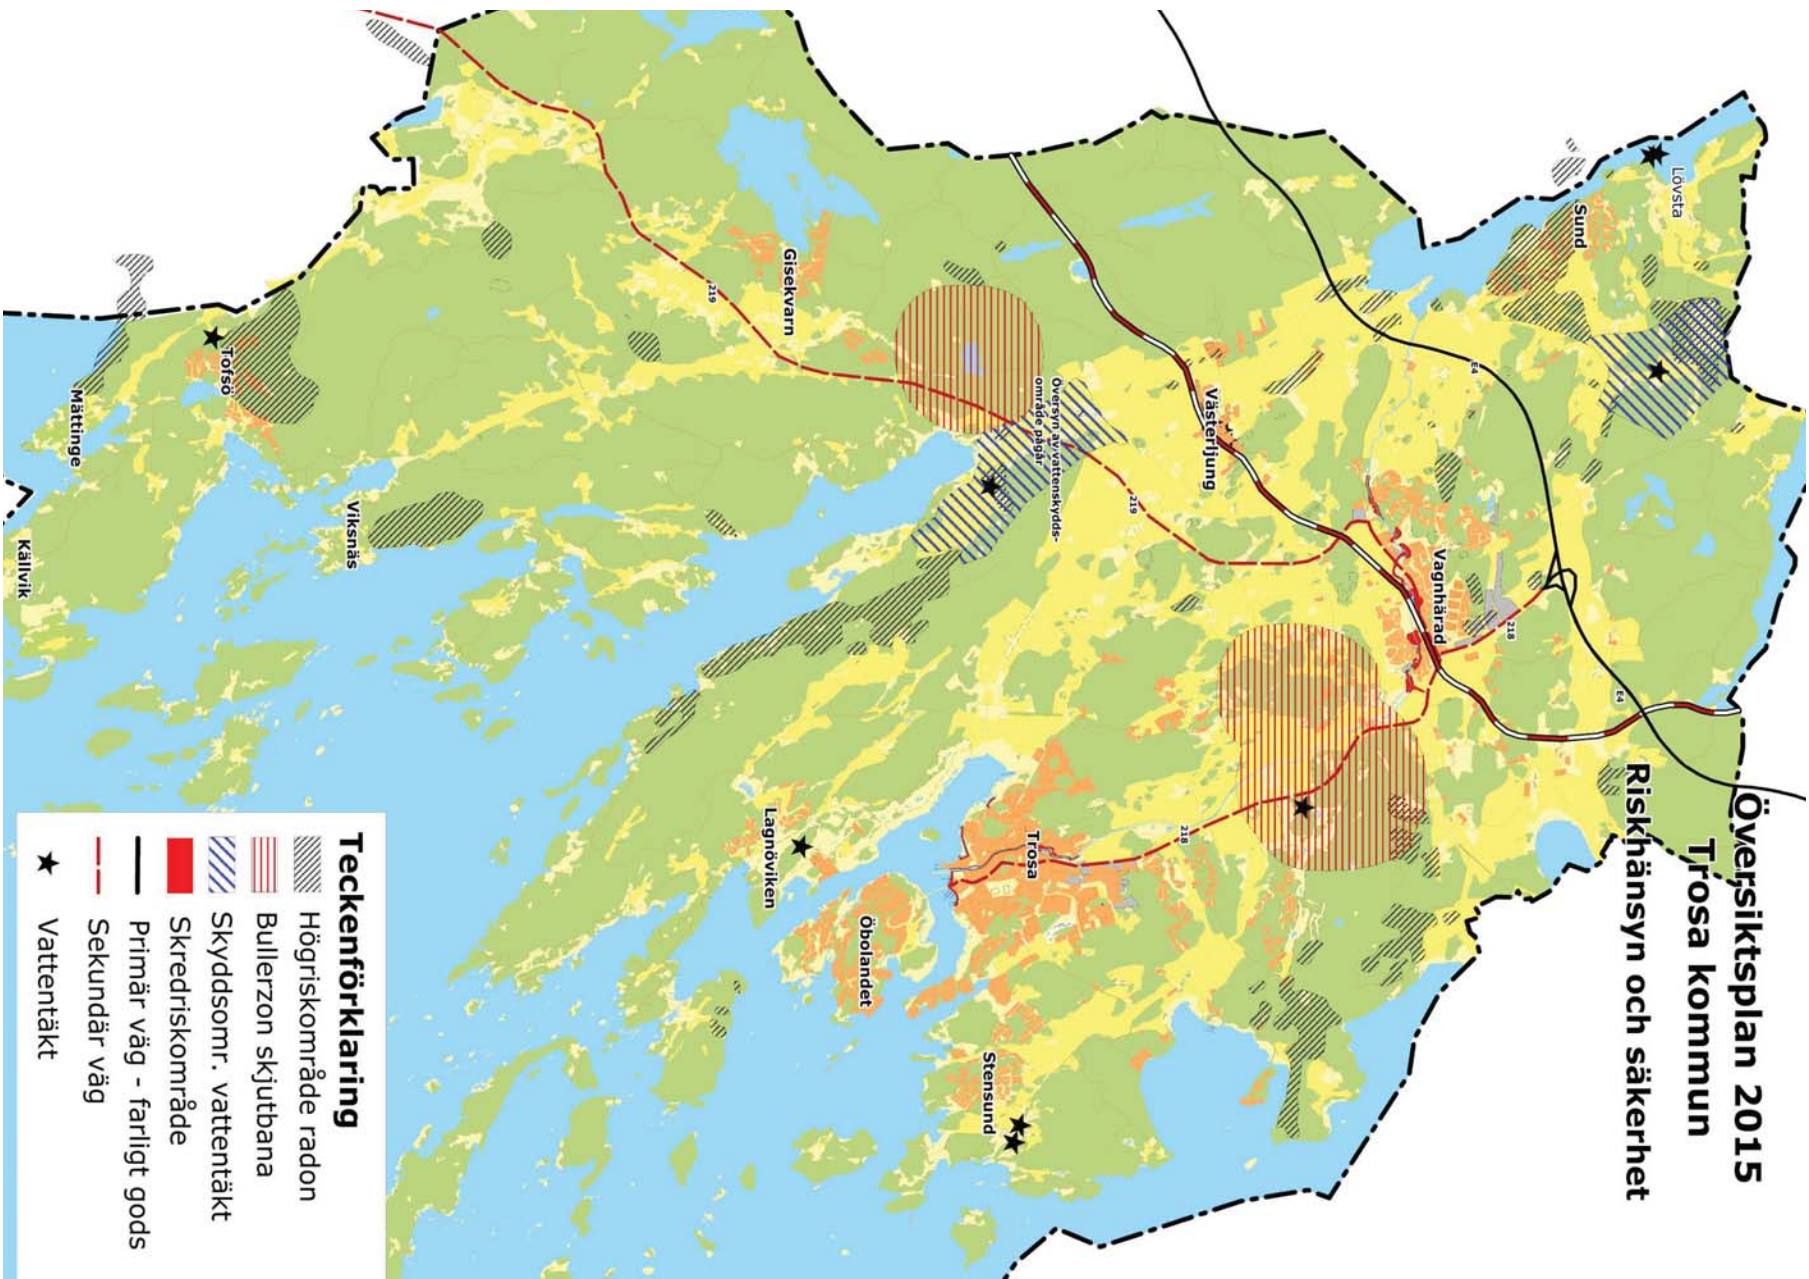 Översiktsplan 2015
Trosa kommun
Riskhänsyn och säkerhet
Lövsta
Sund
E4
E4
Västerljung
Vagnhärad
218
219
Översyn av vattenskydds-
område pågår
Gisekvarn
219
218
Trosa
Öbolandet
Stensund
Lagnöviken
Tofsö
Mättinge
Viksnäs
Källvik
Teckenförklaring
Högriskområde radon
Bullerzon skjutbana
Skyddsomr. vattentäkt
Skredriskområde
Primär väg - farligt gods
Sekundär väg
Vattentäkt